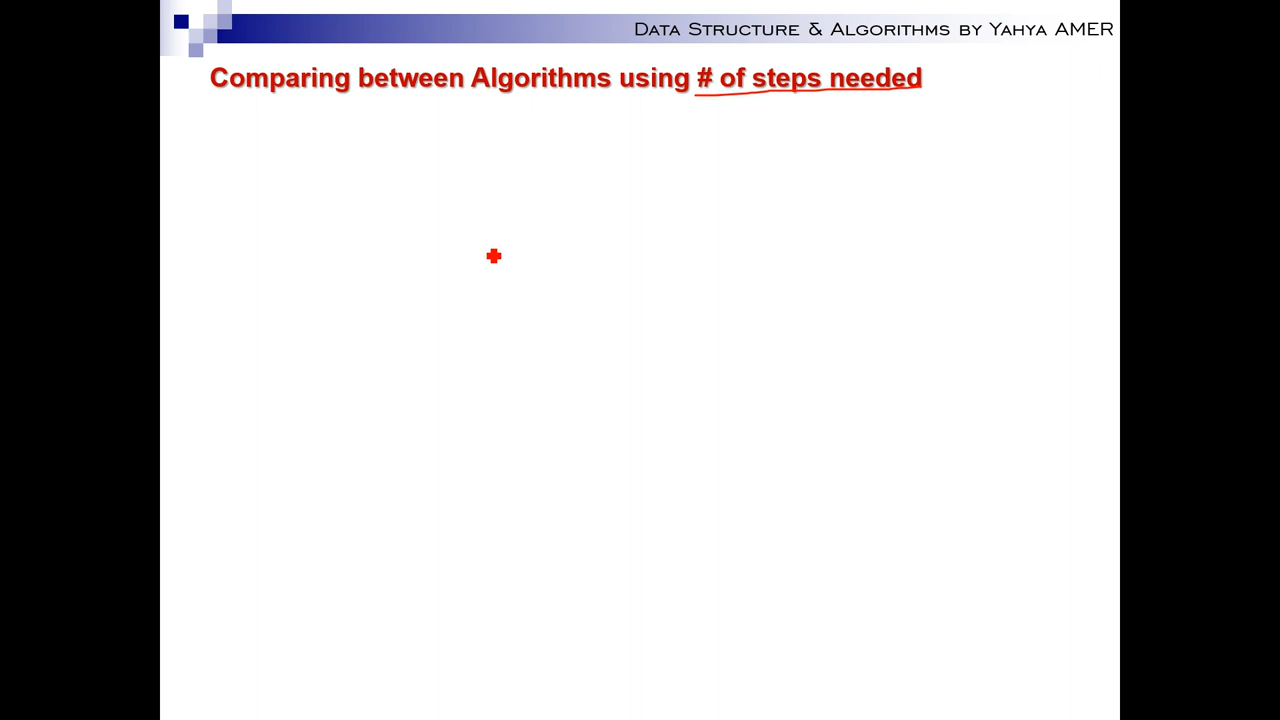 Data Structure & Algorithms by Yahya AMER
Comparing between Algorithms using # of steps needed